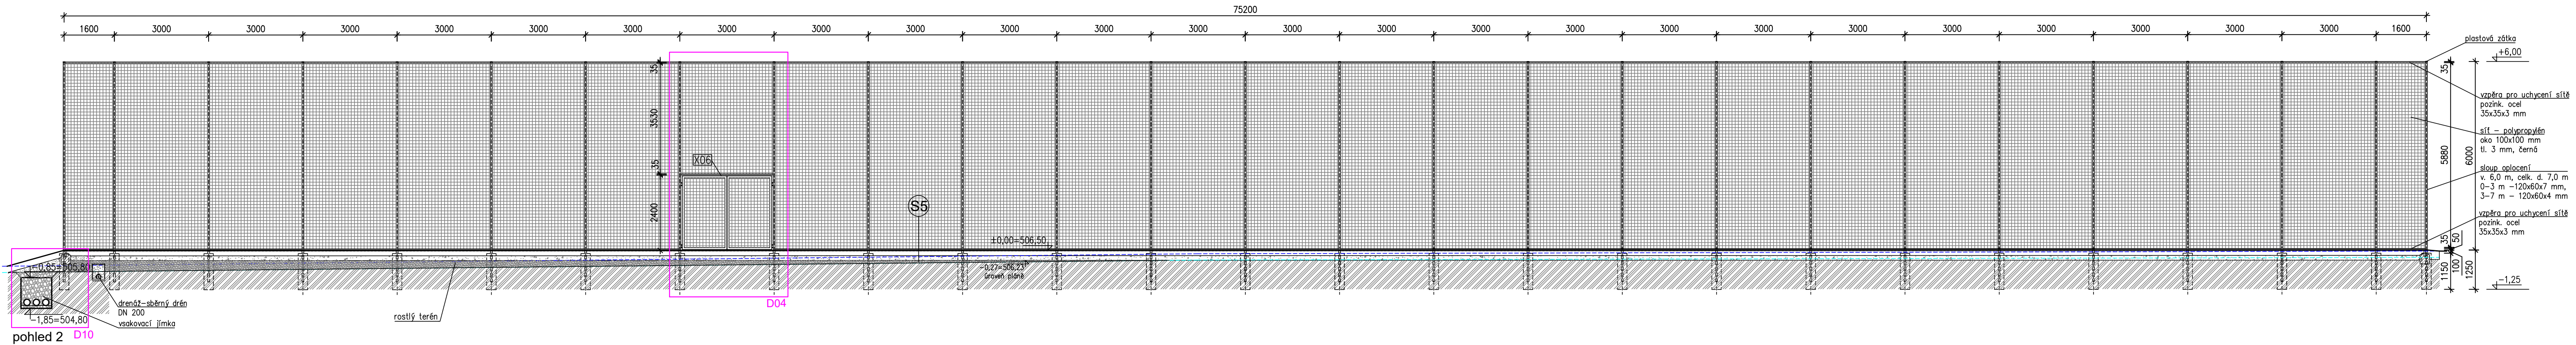 75200
1600 3000 3000 3000 3000 3000 3000 3000 3000 3000 3000 3000 3000 3000 3000 3000 3000 3000 3000 3000 3000 3000 3000 3000 3000 1600
plastová zátka
+6,00
35
3530
35
2400
X06
S5
D04
35
5880
35
50
6000
1150
100
1250
-1,25
vzpěra pro uchycení sítě
pozink. ocel
35x35x3 mm
síť - polypropylén
oko 100x100 mm
tl. 3 mm, černá
sloup oplocení
v. 6,0 m, celk. d. 7,0 m
0-3 m -120x60x7 mm,
3-7 m - 120x60x4 mm
vzpěra pro uchycení sítě
pozink. ocel
35x35x3 mm
±0,00=506,50
-0,27=506,23
úroveň pláně
-0,85=505,80
-1,85=504,80
drenáž-sběrný drén
DN 200
vsakovací jímka
rostlý terén
pohled 2
D10